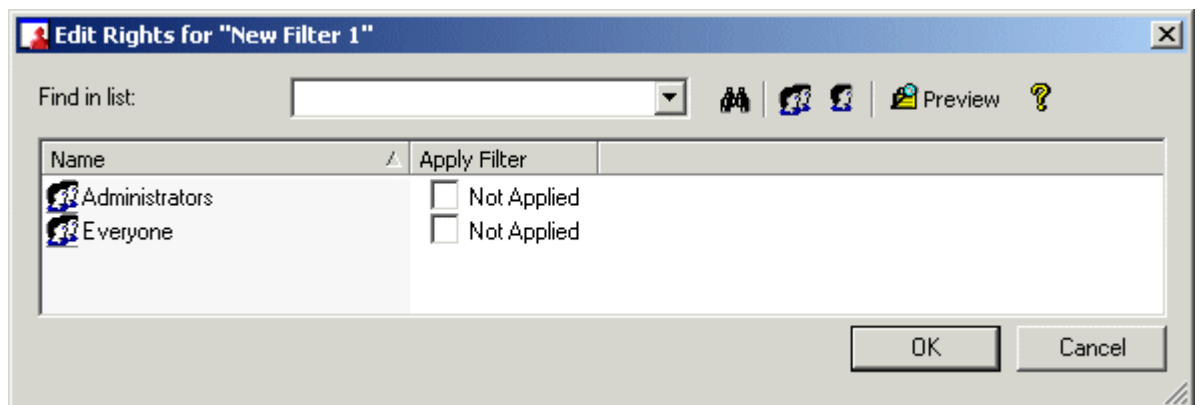 Edit Rights for "New Filter 1"
Find in list:
Preview
Name Apply Filter
Administrators Not Applied
Everyone Not Applied
OK Cancel